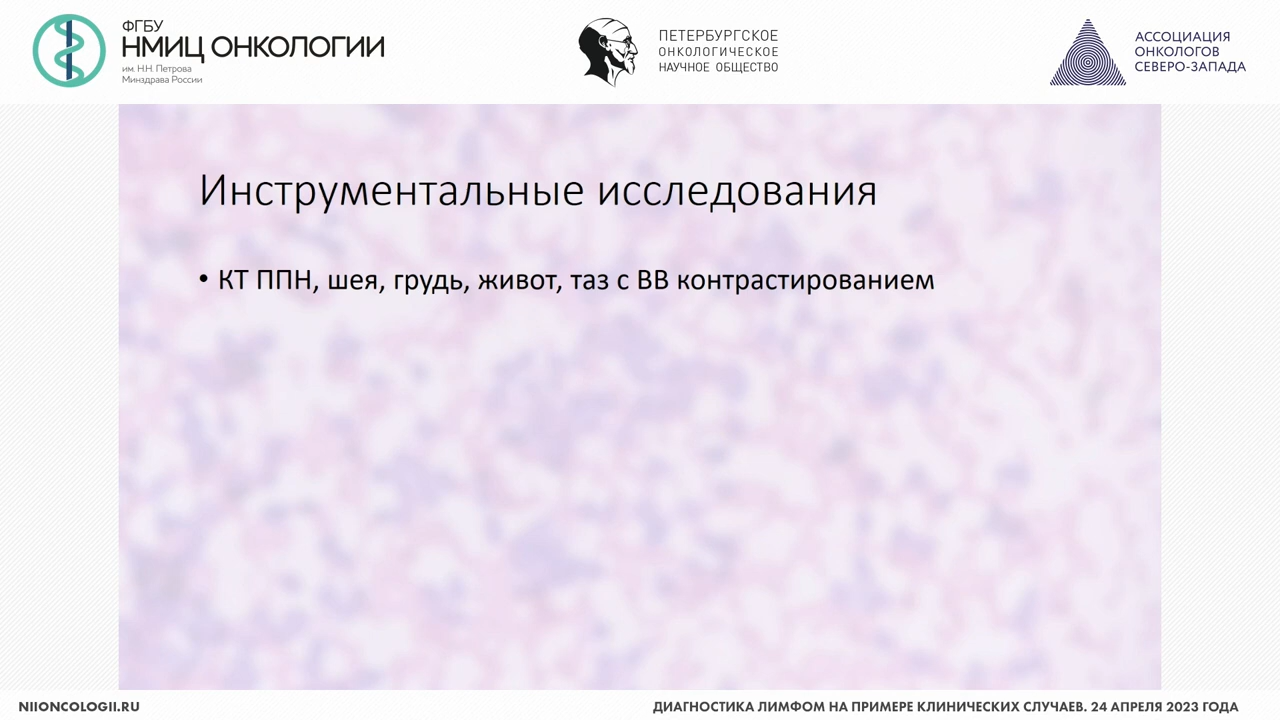 ФГБУ
НМИЦ ОНКОЛОГИИ
им. Н.Н. Петрова
Минздрава России
ПЕТЕРБУРГСКОЕ
ОНКОЛОГИЧЕСКОЕ
НАУЧНОЕ ОБЩЕСТВО
АССОЦИАЦИЯ
ОНКОЛОГОВ
СЕВЕРО-ЗАПАДА
Инструментальные исследования
• КТ ППН, шея, грудь, живот, таз с ВВ контрастированием
NIIONCOLOGII.RU
ДИАГНОСТИКА ЛИМФОМ НА ПРИМЕРЕ КЛИНИЧЕСКИХ СЛУЧАЕВ. 24 АПРЕЛЯ 2023 ГОДА